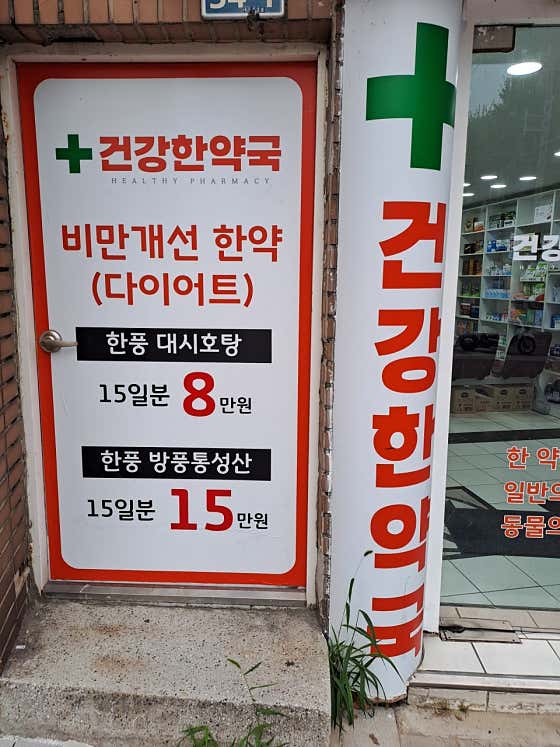 건강한약국
HEALTHY PHARMACY
비만개선 한약
(다이어트)
한풍 대시호탕
15일분 8만원
한풍 방풍통성산
15일분 15만원
건강한약국
건강
HEALTH
한 약
일반의
동물의